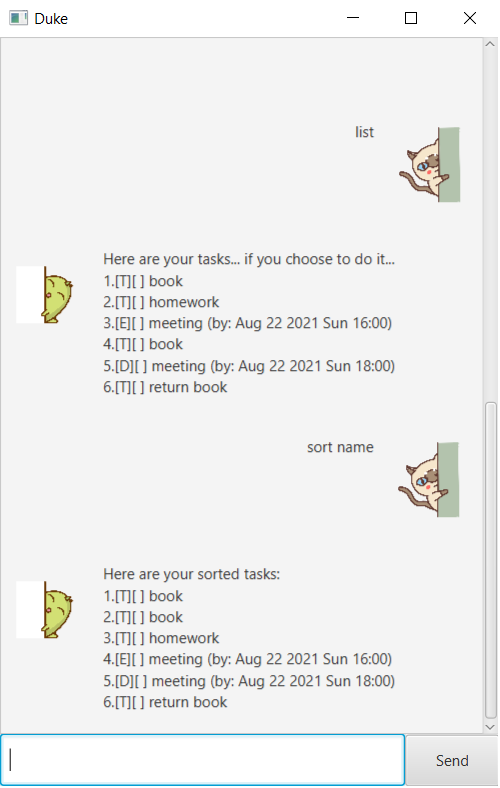 Duke
list
Here are your tasks... if you choose to do it...
1.[T][ ] book
2.[T][ ] homework
3.[E][ ] meeting (by: Aug 22 2021 Sun 16:00)
4.[T][ ] book
5.[D][ ] meeting (by: Aug 22 2021 Sun 18:00)
6.[T][ ] return book
sort name
Here are your sorted tasks:
1.[T][ ] book
2.[T][ ] book
3.[T][ ] homework
4.[E][ ] meeting (by: Aug 22 2021 Sun 16:00)
5.[D][ ] meeting (by: Aug 22 2021 Sun 18:00)
6.[T][ ] return book
Send